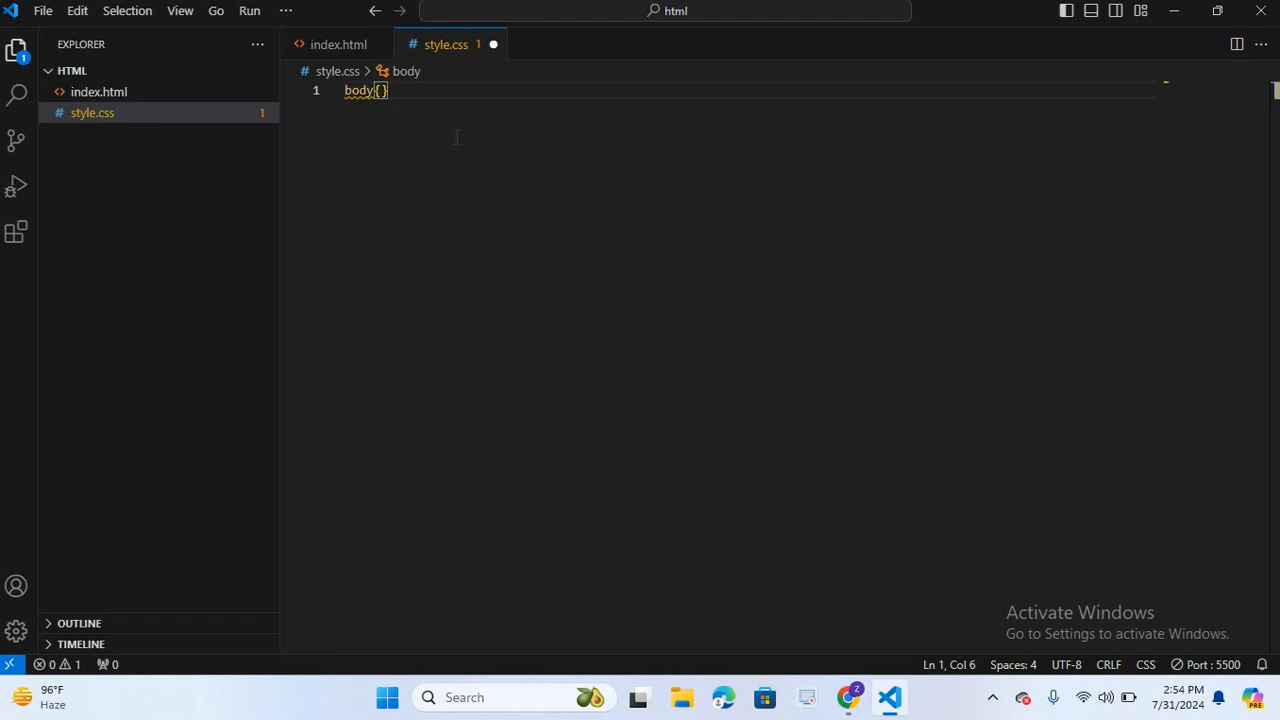 File Edit Selection View Go Run ··· html
EXPLORER ···
index.html style.css 1
HTML
style.css body
index.html
1 body{}
style.css 1
Activate Windows
Go to Settings to activate Windows.
OUTLINE
TIMELINE
0 1 0 Ln 1, Col 6 Spaces: 4 UTF-8 CRLF CSS Port : 5500
96°F
Haze
Search
2:54 PM
7/31/2024
1
Z
PRE